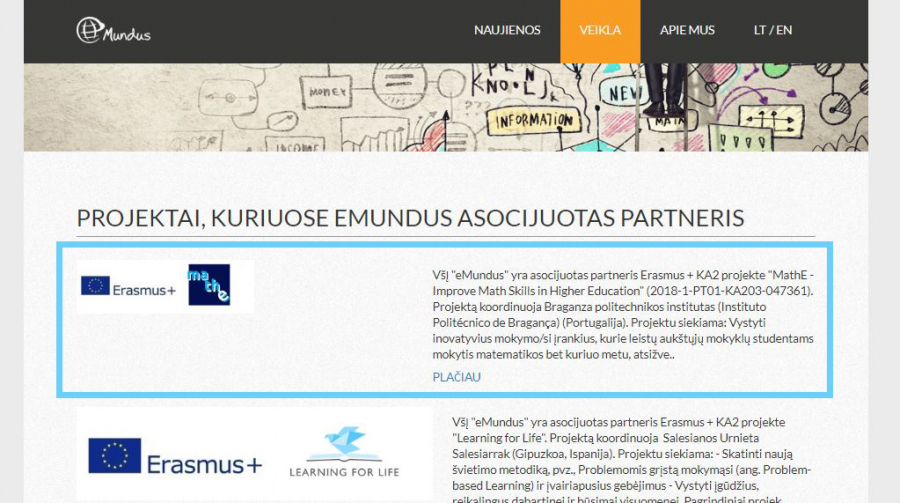 Mundus
NAUJIENOS
VEIKLA
APIE MUS
LT / EN
MONEY
NEW
INFORMATION
MAIN
INCOME
PROJEKTAI, KURIUOSE EMUNDUS ASOCIJUOTAS PARTNERIS
Erasmus+
mathe
VšĮ "eMundus" yra asocijuotas partneris Erasmus + KA2 projekte "MathE -
Improve Math Skills in Higher Education" (2018-1-PT01-KA203-047361).
Projektą koordinuoja Braganza politechnikos institutas (Instituto
Politécnico de Bragança) (Portugalija). Projektu siekiama: Vystyti
inovatyvius mokymo/si įrankius, kurie leistų aukštųjų mokyklų studentams
mokytis matematikos bet kuriuo metu, atsižve..
PLAČIAU
Erasmus+
LEARNING FOR LIFE
VšĮ "eMundus" yra asocijuotas partneris Erasmus + KA2 projekte
"Learning for Life". Projektą koordinuoja Salesianos Urnieta
Salesiarrak (Gipuzkoa, Ispanija). Projektu siekiama: - Skatinti naują
švietimo metodiką, pvz., Problemomis grįstą mokymąsi (ang. Problem-
based Learning) ir įvairiapusius gebėjimus - Vystyti įgūdžius,
reikalingus dabartinei ir būsimai visuomenei. Pagrindiniai projek